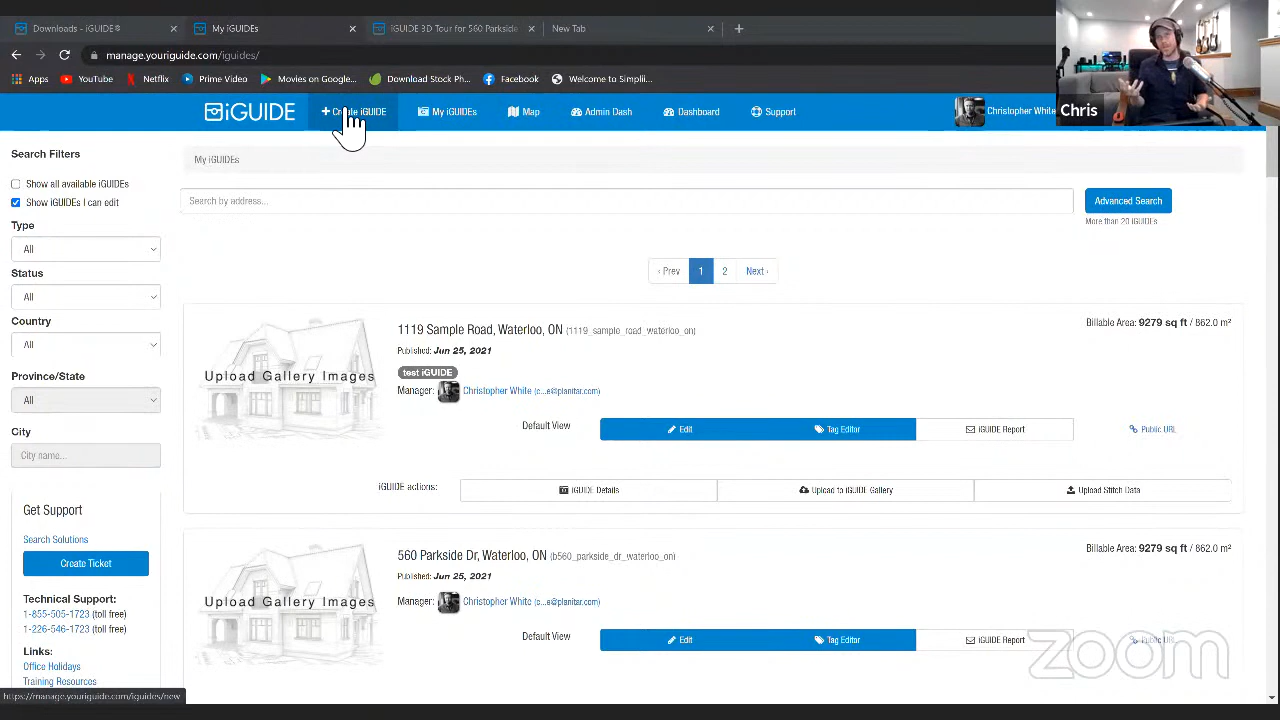 Downloads - iGUIDE®
My iGUIDEs
iGUIDE 3D Tour for 560 Parkside
New Tab
manage.youriguide.com/iguides/
Apps
YouTube
Netflix
Prime Video
Movies on Google...
Download Stock Ph...
Facebook
Welcome to Simplii...
Chris
iGUIDE
Create iGUIDE
My iGUIDEs
Map
Admin Dash
Dashboard
Support
Christopher White
Search Filters
Show all available iGUIDEs
Show iGUIDEs I can edit
Type
All
Status
All
Country
All
Province/State
All
City
City name...
Get Support
Search Solutions
Create Ticket
Technical Support:
1-855-505-1723 (toll free)
1-226-546-1723 (toll free)
Links:
Office Holidays
Training Resources
https://manage.youriguide.com/iguides/new
My iGUIDEs
Search by address...
Advanced Search
More than 20 iGUIDEs
‹ Prev
1
2
Next ›
Upload Gallery Images
1119 Sample Road, Waterloo, ON (1119_sample_road_waterloo_on)
Billable Area: 9279 sq ft / 862.0 m²
Published: Jun 25, 2021
test iGUIDE
Manager: Christopher White (c...e@planitar.com)
Default View
Edit
Tag Editor
iGUIDE Report
Public URL
iGUIDE actions:
iGUIDE Details
Upload to iGUIDE Gallery
Upload Stitch Data
Upload Gallery Images
560 Parkside Dr, Waterloo, ON (b560_parkside_dr_waterloo_on)
Billable Area: 9279 sq ft / 862.0 m²
Published: Jun 25, 2021
Manager: Christopher White (c...e@planitar.com)
Default View
Edit
Tag Editor
iGUIDE Report
Public URL
zoom